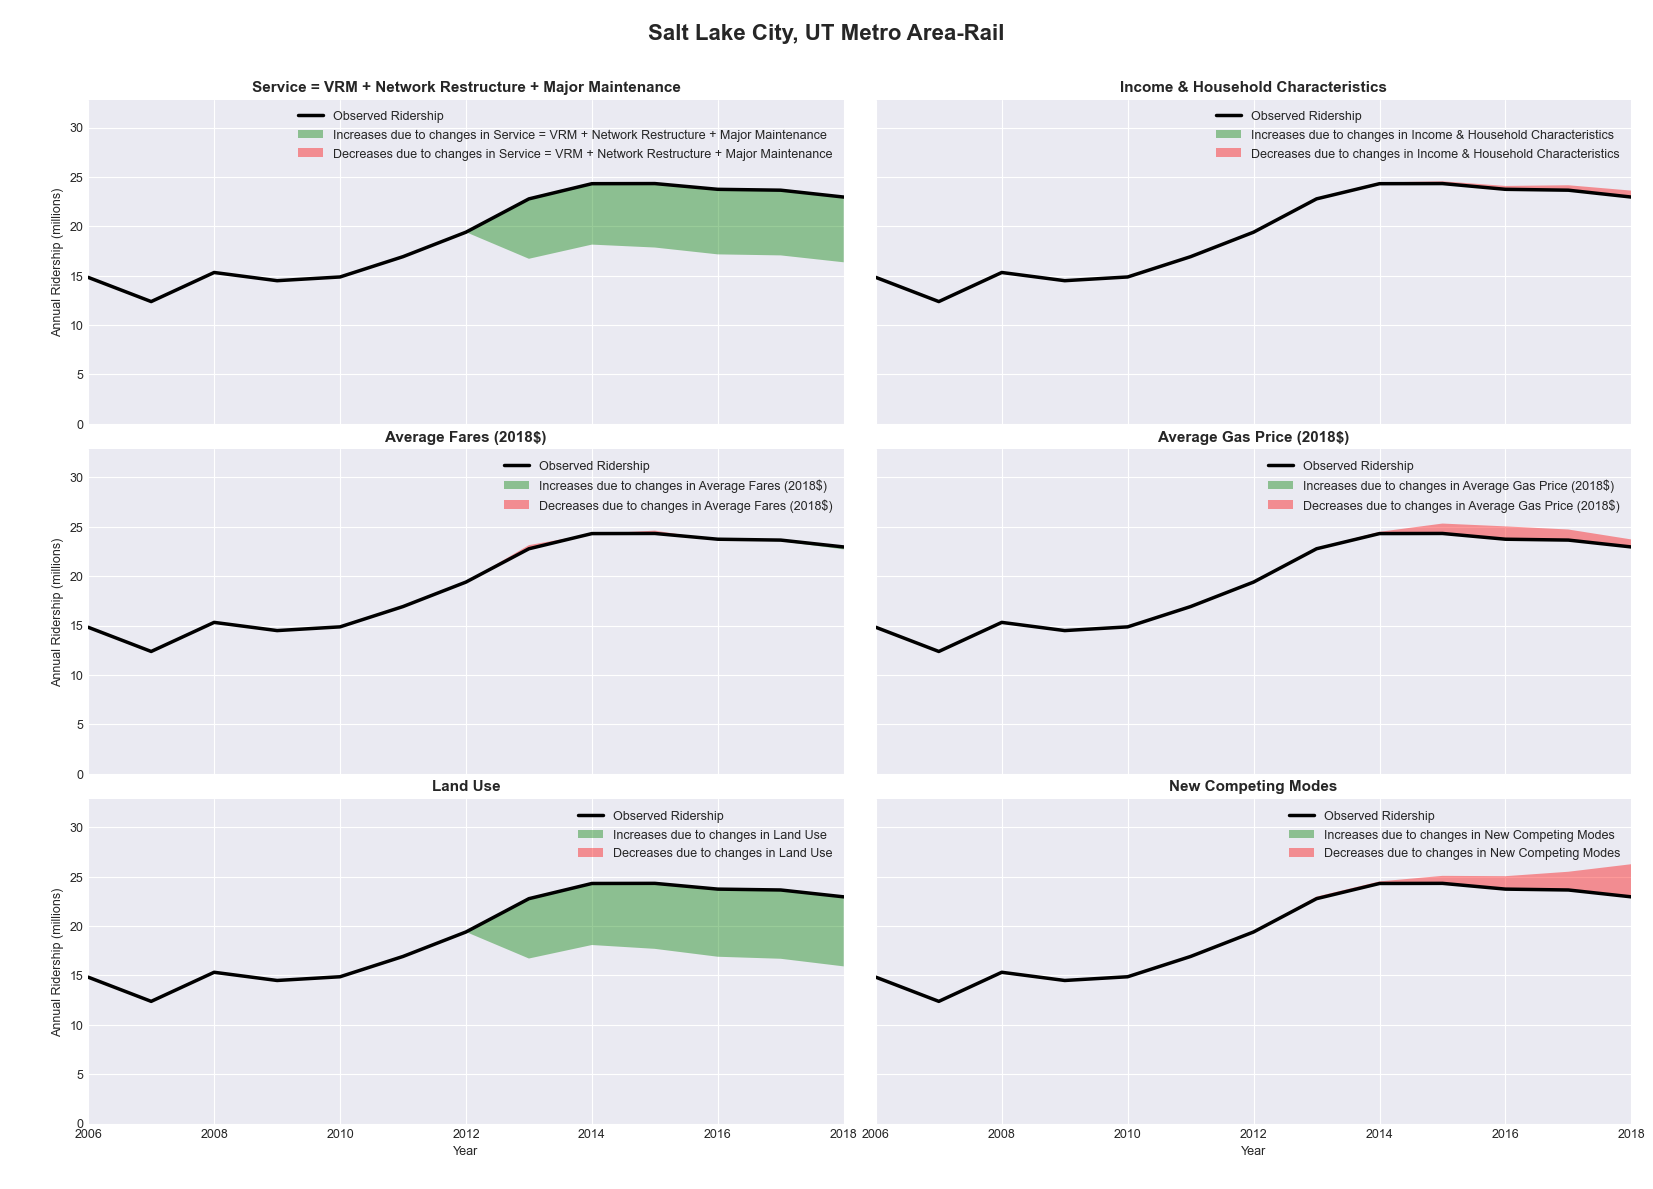 Salt Lake City, UT Metro Area-Rail
Service = VRM + Network Restructure + Major Maintenance
Observed Ridership
Increases due to changes in Service = VRM + Network Restructure + Major Maintenance
Decreases due to changes in Service = VRM + Network Restructure + Major Maintenance
30
25
20
15
10
5
0
Annual Ridership (millions)
Income & Household Characteristics
Observed Ridership
Increases due to changes in Income & Household Characteristics
Decreases due to changes in Income & Household Characteristics
Average Fares (2018$)
Observed Ridership
Increases due to changes in Average Fares (2018$)
Decreases due to changes in Average Fares (2018$)
30
25
20
15
10
5
0
Annual Ridership (millions)
Average Gas Price (2018$)
Observed Ridership
Increases due to changes in Average Gas Price (2018$)
Decreases due to changes in Average Gas Price (2018$)
Land Use
Observed Ridership
Increases due to changes in Land Use
Decreases due to changes in Land Use
30
25
20
15
10
5
0
Annual Ridership (millions)
2006 2008 2010 2012 2014 2016 2018
Year
New Competing Modes
Observed Ridership
Increases due to changes in New Competing Modes
Decreases due to changes in New Competing Modes
2006 2008 2010 2012 2014 2016 2018
Year